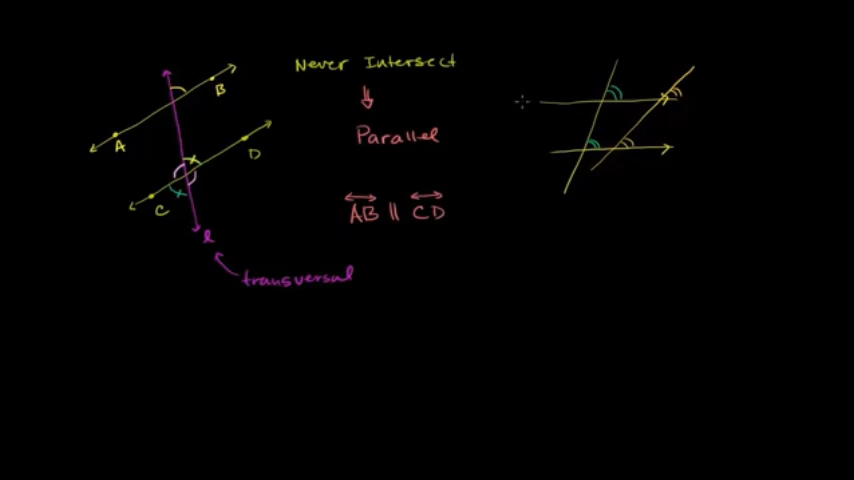 Never Intersect
⇓
Parallel
AB || CD
A
B
C
D
x
x
l
transversal